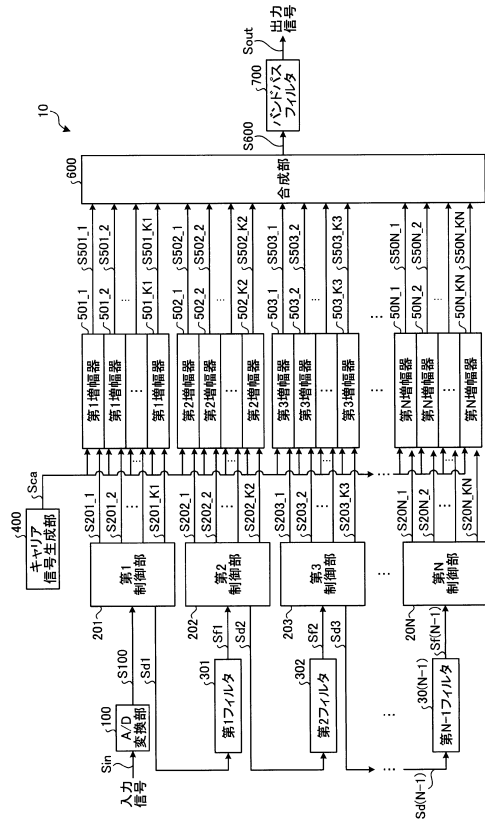 10
400
キャリア
信号生成部
Sca
入力
信号
Sin
100
A/D
変換部
S100
Sd1
201
第1
制御部
S201_1
S201_2
S201_K1
第1増幅器
第1増幅器
第1増幅器
501_1
501_2
501_K1
S501_1
S501_2
S501_K1
301
第1フィルタ
Sf1
Sd2
202
第2
制御部
S202_1
S202_2
S202_K2
第2増幅器
第2増幅器
第2増幅器
502_1
502_2
502_K2
S502_1
S502_2
S502_K2
302
第2フィルタ
Sf2
Sd3
203
第3
制御部
S203_1
S203_2
S203_K3
第3増幅器
第3増幅器
第3増幅器
503_1
503_2
503_K3
S503_1
S503_2
S503_K3
Sd(N-1)
30(N-1)
第N-1フィルタ
Sf(N-1)
20N
第N
制御部
S20N_1
S20N_2
S20N_KN
第N増幅器
第N増幅器
第N増幅器
50N_1
50N_2
50N_KN
S50N_1
S50N_2
S50N_KN
600
合成部
S600
700
バンドパス
フィルタ
Sout
出力
信号